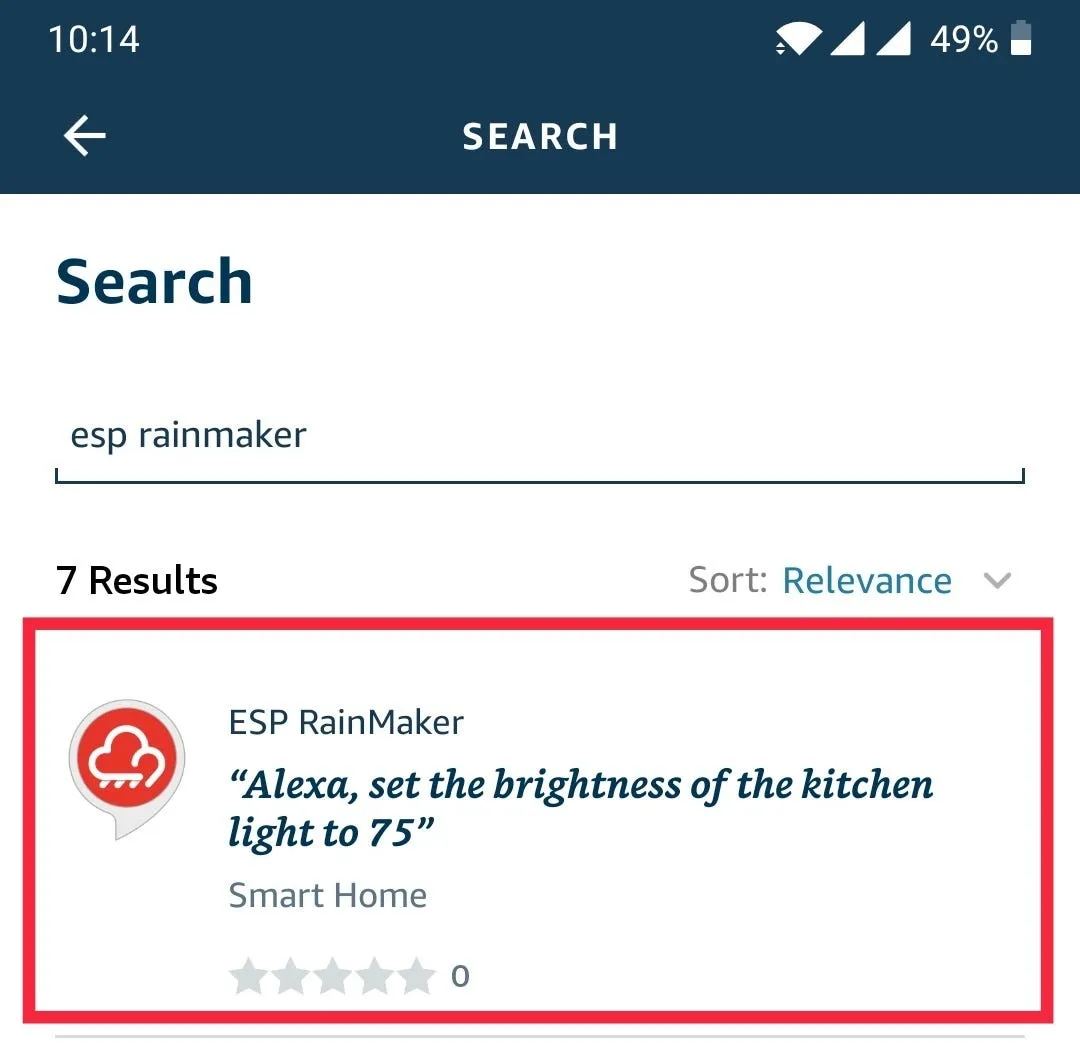 10:14
49%
SEARCH
Search
esp rainmaker
7 Results
Sort: Relevance
ESP RainMaker
“Alexa, set the brightness of the kitchen
light to 75”
Smart Home
0